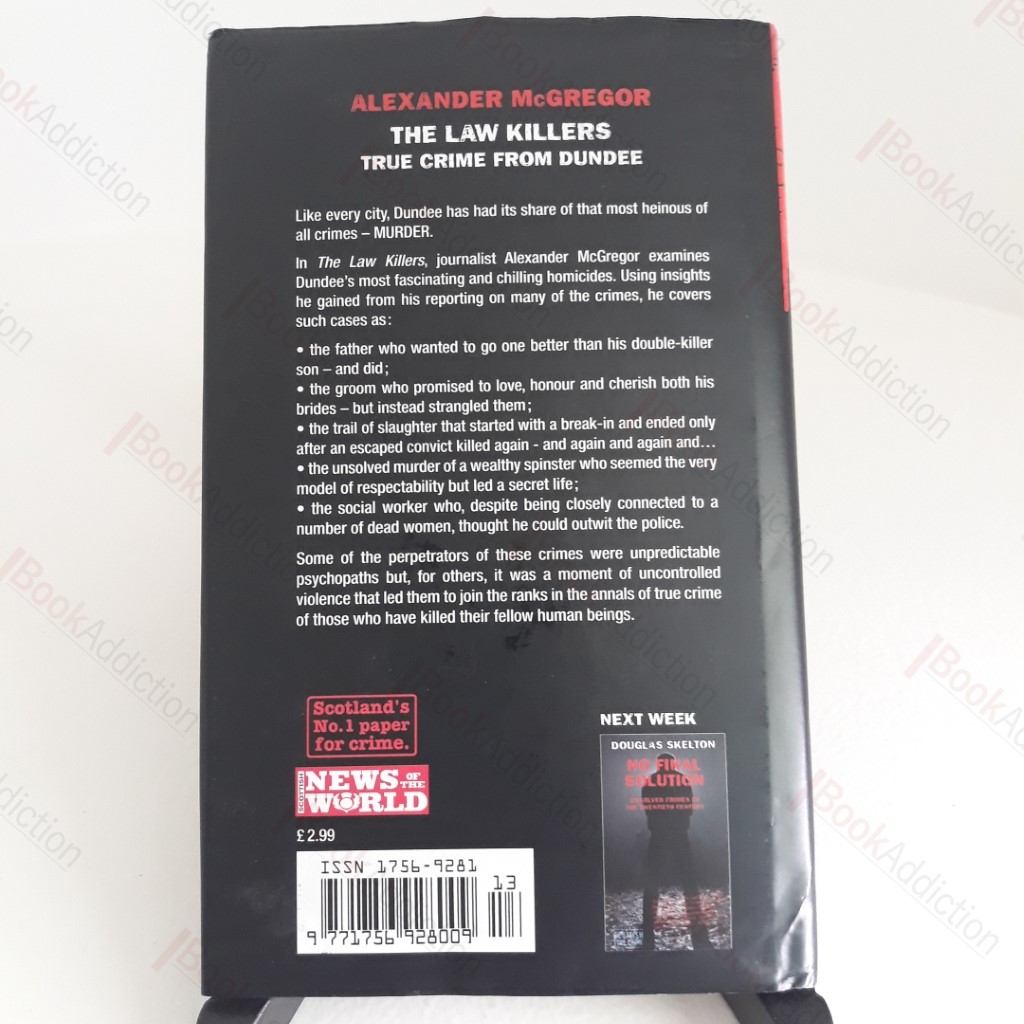 ALEXANDER McGREGOR
THE LAW KILLERS
TRUE CRIME FROM DUNDEE
Like every city, Dundee has had its share of that most heinous of
all crimes – MURDER.
In The Law Killers, journalist Alexander McGregor examines
Dundee's most fascinating and chilling homicides. Using insights
he gained from his reporting on many of the crimes, he covers
such cases as:
• the father who wanted to go one better than his double-killer
son – and did;
• the groom who promised to love, honour and cherish both his
brides – but instead strangled them;
• the trail of slaughter that started with a break-in and ended only
after an escaped convict killed again - and again and again and...
• the unsolved murder of a wealthy spinster who seemed the very
model of respectability but led a secret life;
• the social worker who, despite being closely connected to a
number of dead women, thought he could outwit the police.
Some of the perpetrators of these crimes were unpredictable
psychopaths but, for others, it was a moment of uncontrolled
violence that led them to join the ranks in the annals of true crime
of those who have killed their fellow human beings.
Scotland's
No.1 paper
for crime.
SCOTTISH
NEWS OF THE
WORLD
£2.99
ISSN 1756-9281
13
9 771756 928009
NEXT WEEK
DOUGLAS SKELTON
NO FINAL
SOLUTION
UNSOLVED CRIMES OF
THE TWENTIETH CENTURY
BookAddiction